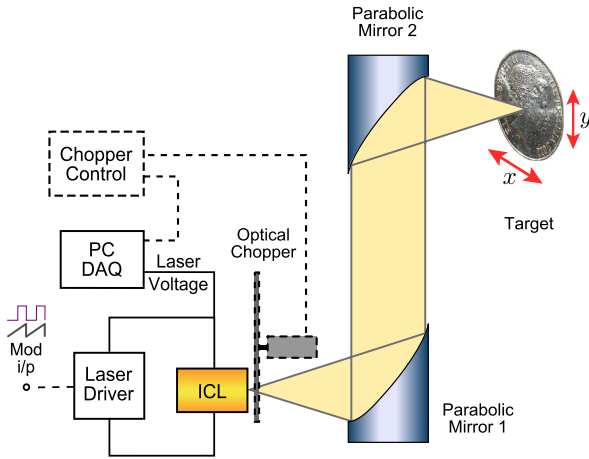 Parabolic
Mirror 2
Chopper
Control
y
x
Target
Optical
Chopper
PC
DAQ
Laser
Voltage
Mod
i/p
Laser
Driver
ICL
Parabolic
Mirror 1